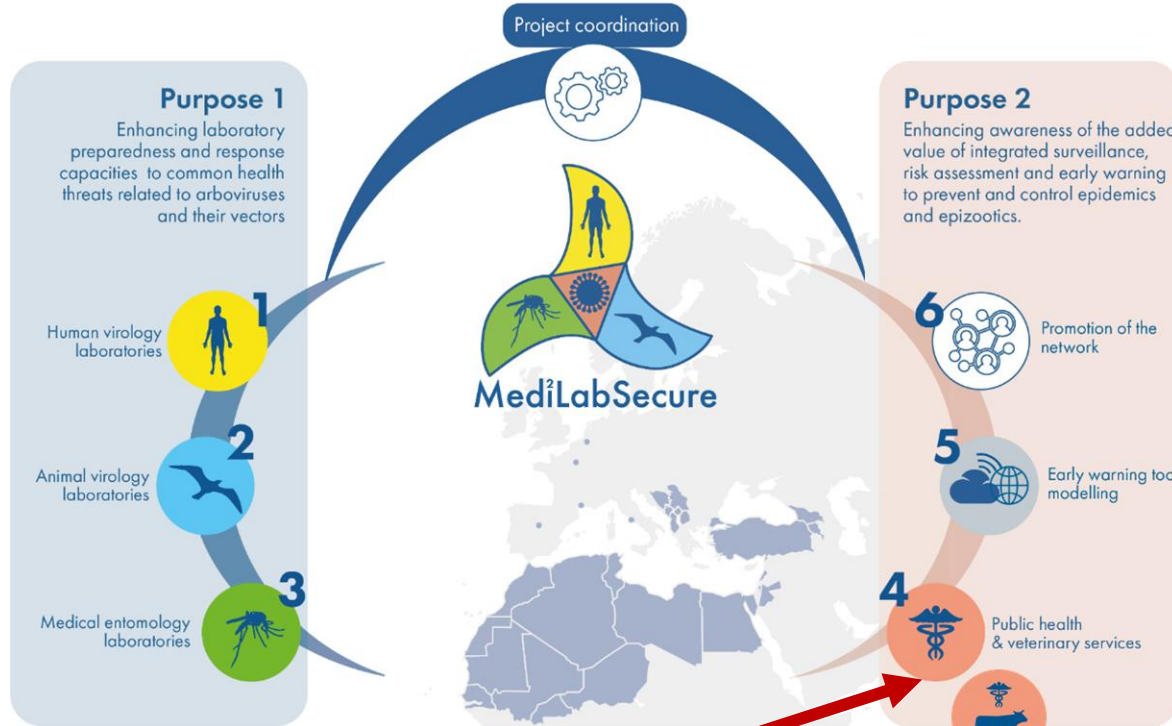 Project coordination
Purpose 1
Enhancing laboratory
preparedness and response
capacities to common health
threats related to arboviruses
and their vectors
1
Human virology
laboratories
2
Animal virology
laboratories
3
Medical entomology
laboratories
Medi2LabSecure
Purpose 2
Enhancing awareness of the added
value of integrated surveillance,
risk assessment and early warning
to prevent and control epidemics
and epizootics.
6
Promotion of the
network
5
Early warning
modelling
4
Public health
& veterinary services